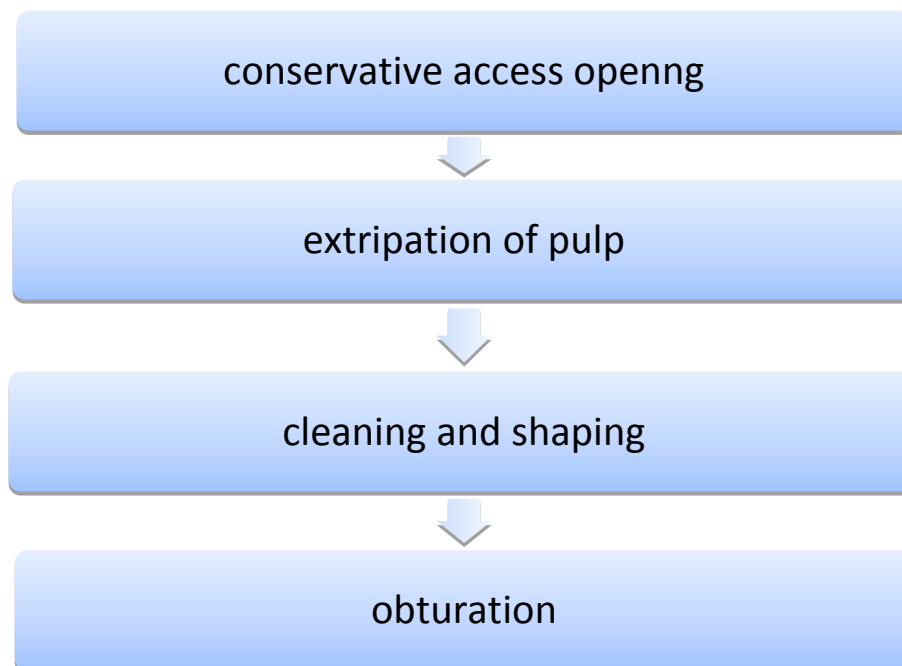 conservative access openng
extripation of pulp
cleaning and shaping
obturation